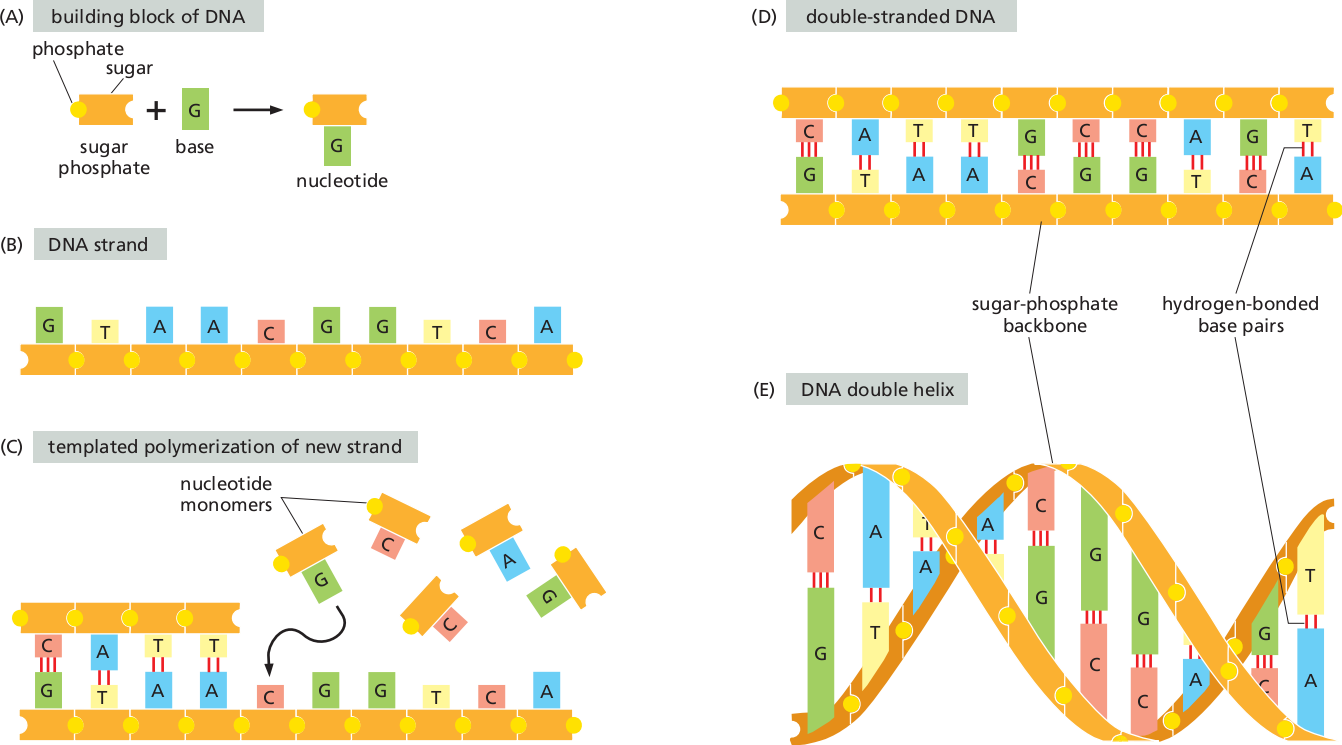 (A) building block of DNA
phosphate
sugar
G
G
sugar
phosphate
base
nucleotide
(B) DNA strand
G T A A C G G T C A
(C) templated polymerization of new strand
nucleotide
monomers
C
G
A
G
C
C A T T
G T A A C G G T C A
(D) double-stranded DNA
C A T T G C C A G T
G T A A C G G T C A
sugar-phosphate
backbone
hydrogen-bonded
base pairs
(E) DNA double helix
C A T A C G G G T
G T A G C C A C A